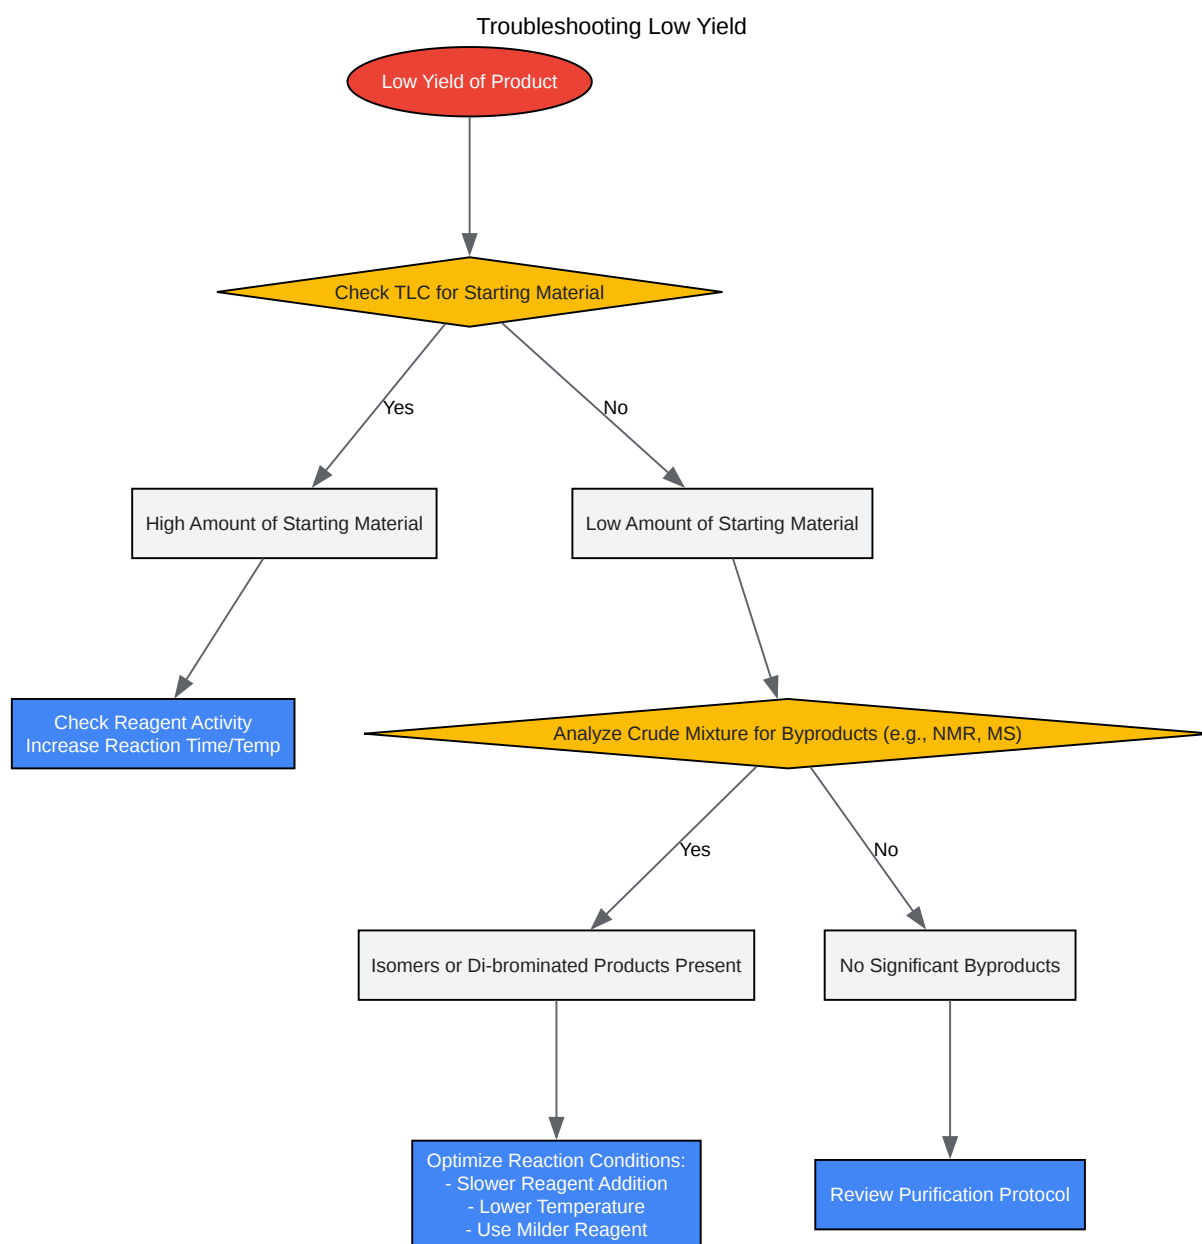 Troubleshooting Low Yield
Low Yield of Product
Check TLC for Starting Material
Yes
No
High Amount of Starting Material
Low Amount of Starting Material
Check Reagent Activity
Increase Reaction Time/Temp
Analyze Crude Mixture for Byproducts (e.g., NMR, MS)
Yes
No
Isomers or Di-brominated Products Present
No Significant Byproducts
Optimize Reaction Conditions:
- Slower Reagent Addition
- Lower Temperature
- Use Milder Reagent
Review Purification Protocol